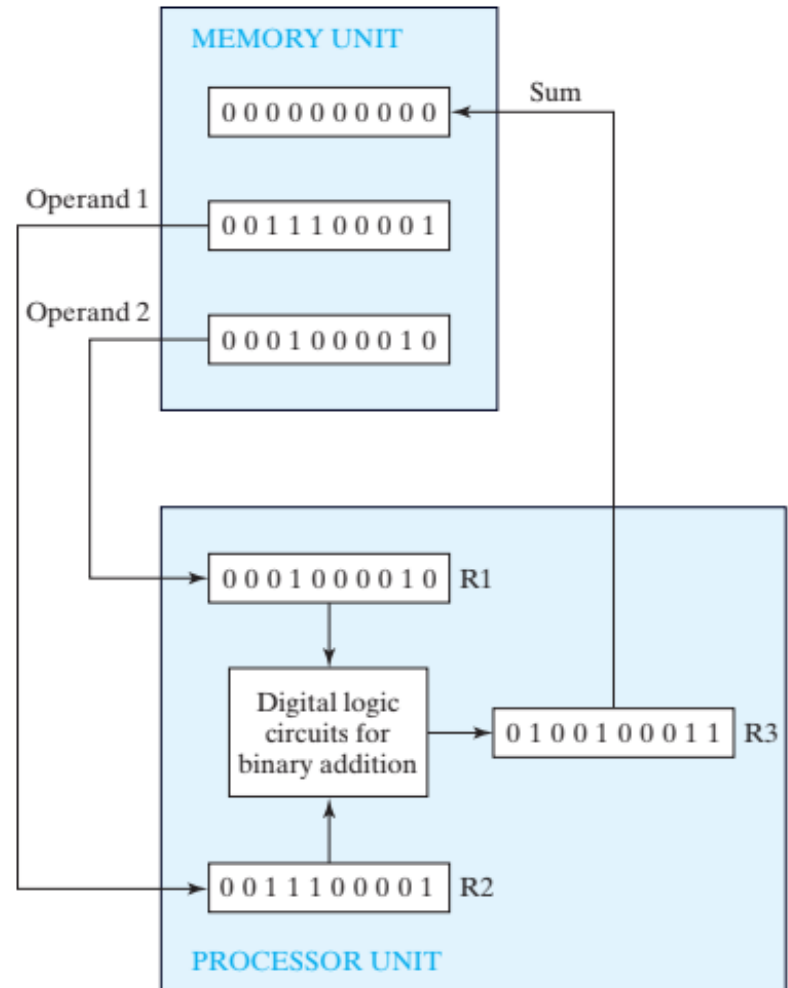 MEMORY UNIT
Sum
0 0 0 0 0 0 0 0 0 0
Operand 1
0 0 1 1 1 0 0 0 0 1
Operand 2
0 0 0 1 0 0 0 0 1 0
0 0 0 1 0 0 0 0 1 0 R1
Digital logic
circuits for
binary addition
0 1 0 0 1 0 0 0 1 1 R3
0 0 1 1 1 0 0 0 0 1 R2
PROCESSOR UNIT